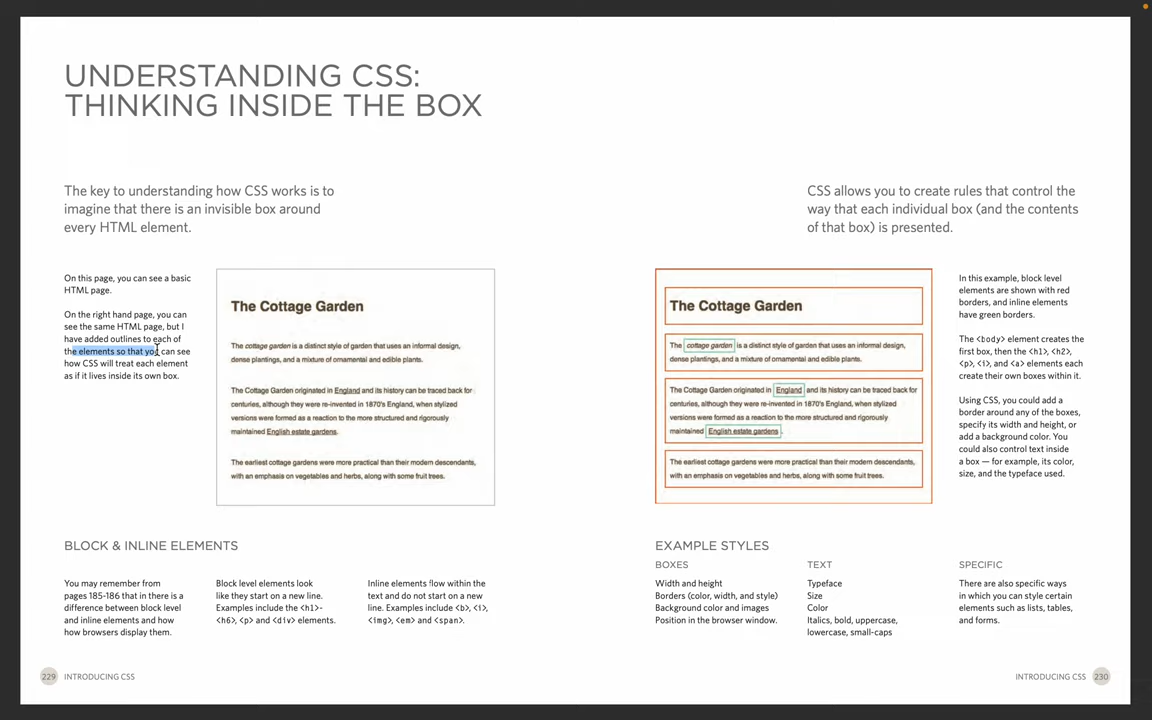 UNDERSTANDING CSS:
THINKING INSIDE THE BOX
The key to understanding how CSS works is to
imagine that there is an invisible box around
every HTML element.
CSS allows you to create rules that control the
way that each individual box (and the contents
of that box) is presented.
On this page, you can see a basic
HTML page.
On the right hand page, you can
see the same HTML page, but I
have added outlines to each of
the elements so that you can see
how CSS will treat each element
as if it lives inside its own box.
The Cottage Garden
The cottage garden is a distinct style of garden that uses an informal design,
dense plantings, and a mixture of ornamental and edible plants.
The Cottage Garden originated in England and its history can be traced back for
centuries, although they were re-invented in 1870's England, when stylized
versions were formed as a reaction to the more structured and rigorously
maintained English estate gardens.
The earliest cottage gardens were more practical than their modern descendants,
with an emphasis on vegetables and herbs, along with some fruit trees.
The Cottage Garden
The cottage garden is a distinct style of garden that uses an informal design,
dense plantings, and a mixture of ornamental and edible plants.
The Cottage Garden originated in England and its history can be traced back for
centuries, although they were re-invented in 1870's England, when stylized
versions were formed as a reaction to the more structured and rigorously
maintained English estate gardens.
The earliest cottage gardens were more practical than their modern descendants,
with an emphasis on vegetables and herbs, along with some fruit trees.
In this example, block level
elements are shown with red
borders, and inline elements
have green borders.
The <body> element creates the
first box, then the <h1>, <h2>,
<p>, <i>, and <a> elements each
create their own boxes within it.
Using CSS, you could add a
border around any of the boxes,
specify its width and height, or
add a background color. You
could also control text inside
a box — for example, its color,
size, and the typeface used.
BLOCK & INLINE ELEMENTS
You may remember from
pages 185-186 that in there is a
difference between block level
and inline elements and how
how browsers display them.
Block level elements look
like they start on a new line.
Examples include the <h1>-
<h6>, <p> and <div> elements.
Inline elements flow within the
text and do not start on a new
line. Examples include <b>, <i>,
<img>, <em> and <span>.
EXAMPLE STYLES
BOXES
Width and height
Borders (color, width, and style)
Background color and images
Position in the browser window.
TEXT
Typeface
Size
Color
Italics, bold, uppercase,
lowercase, small-caps
SPECIFIC
There are also specific ways
in which you can style certain
elements such as lists, tables,
and forms.
229 INTRODUCING CSS
INTRODUCING CSS 230